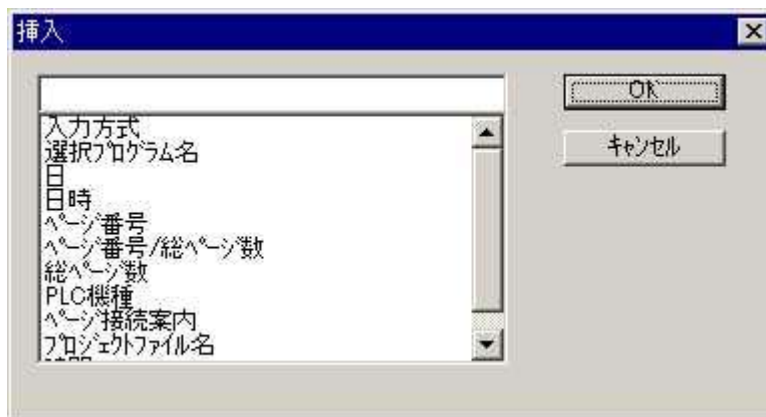 挿入
OK
キャンセル
入力方式
選択プログラム名
日
日時
ページ番号
ページ番号/総ページ数
総ページ数
PLC機種
ページ接続案内
プロジェクトファイル名